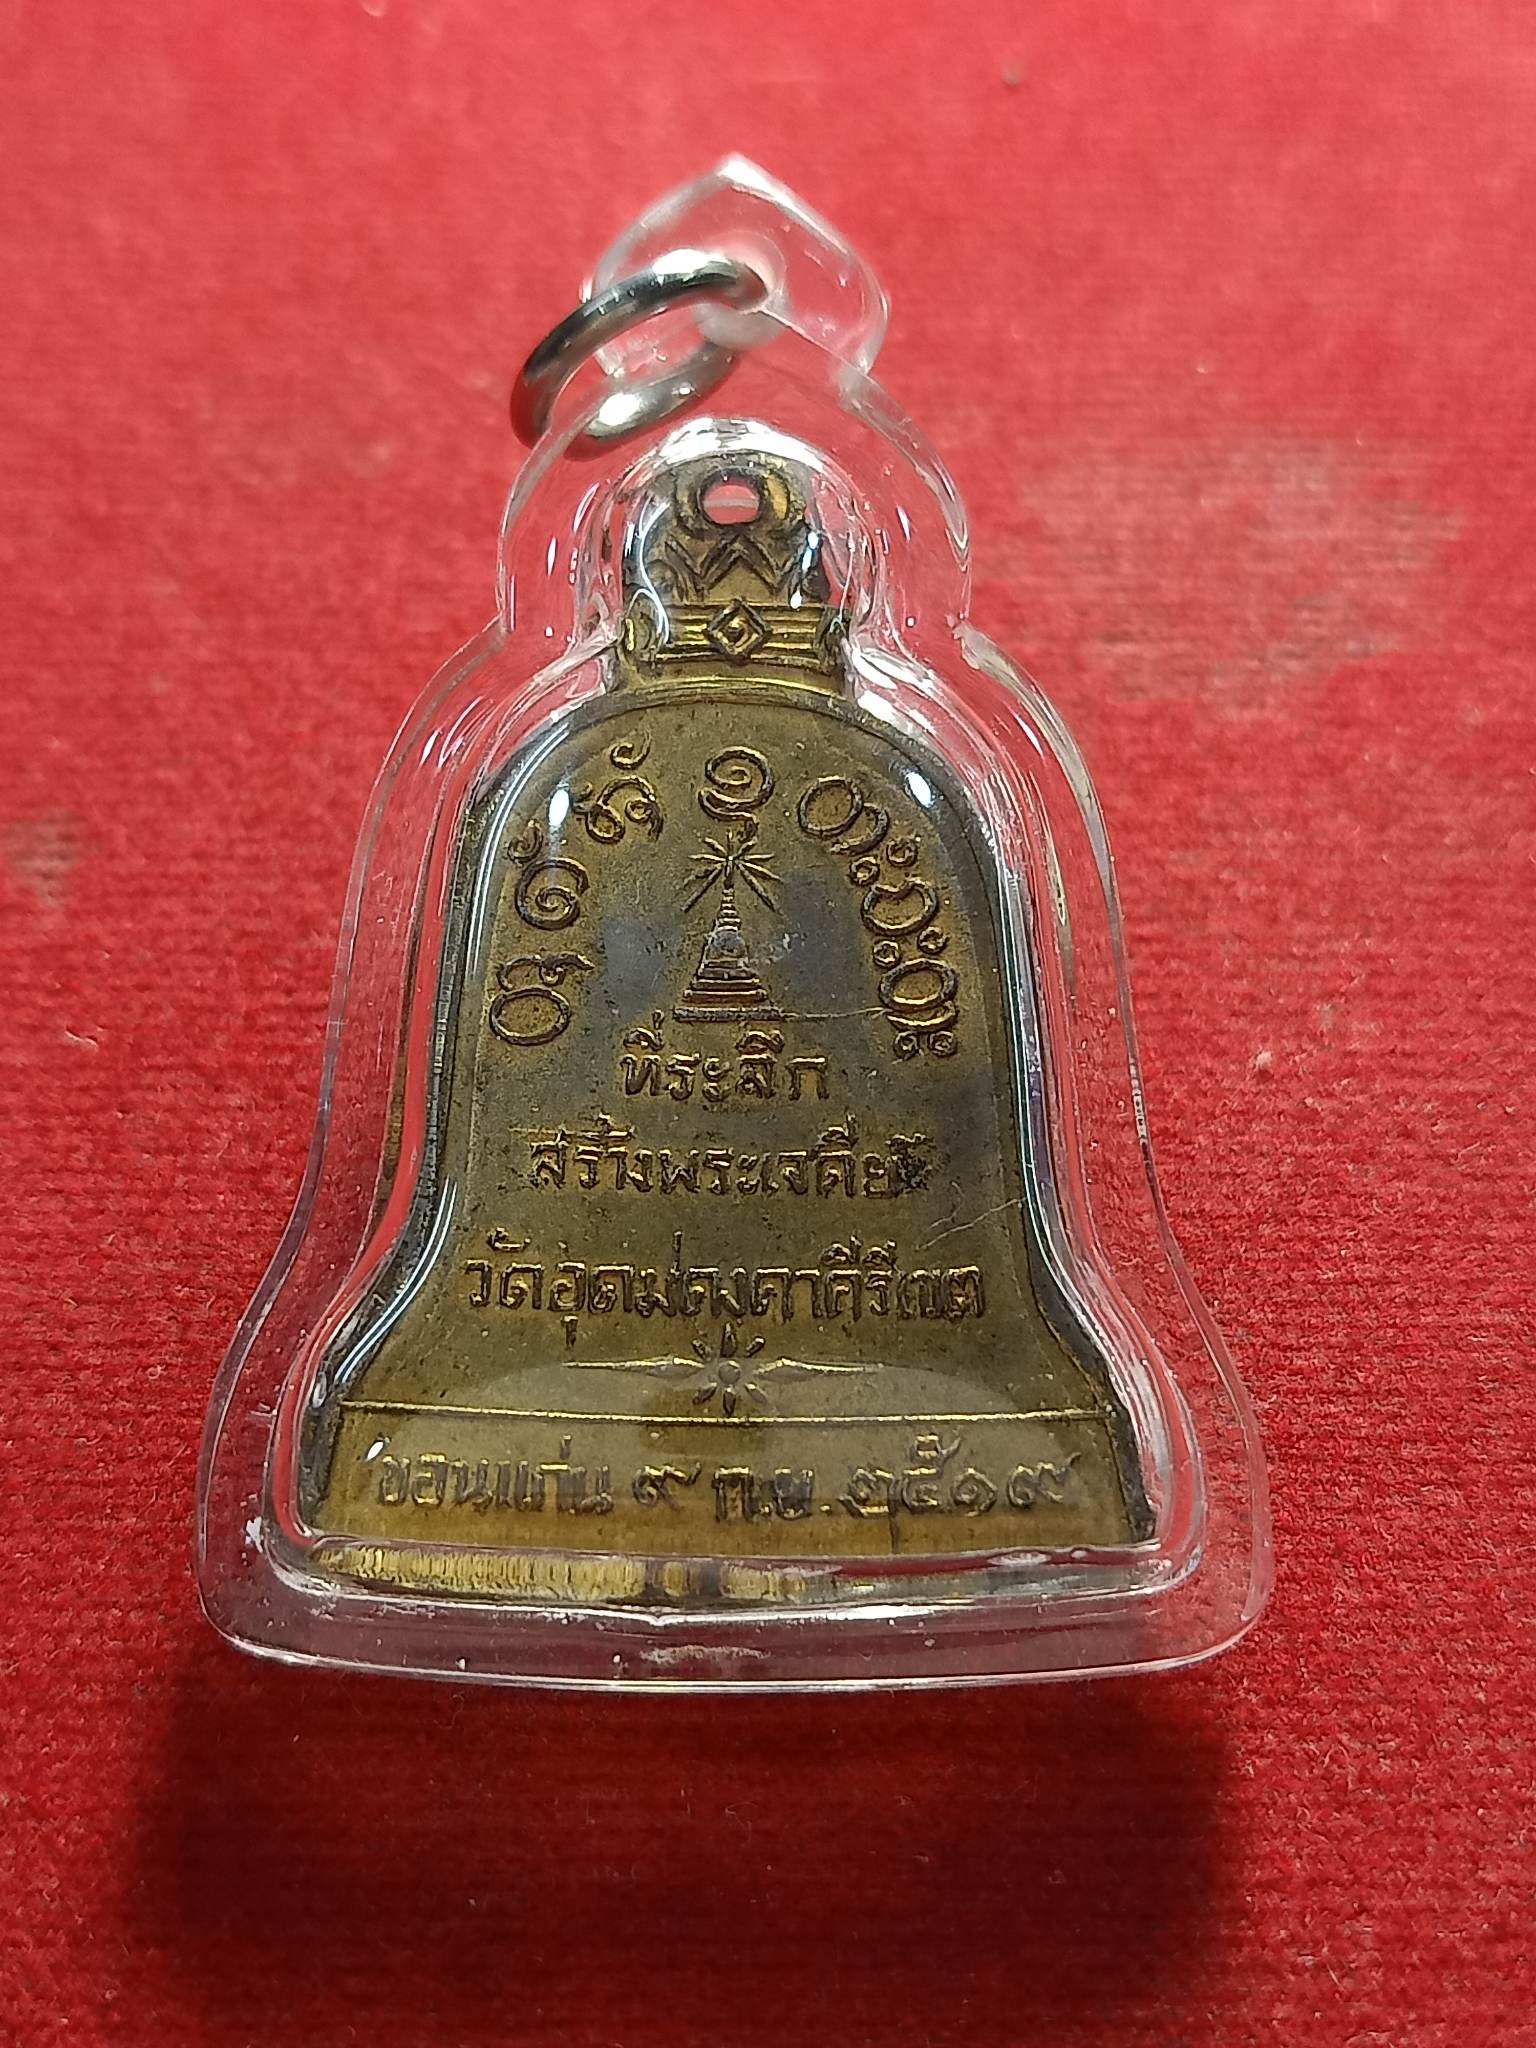 ที่ระลึก
สร้างพระเจดีย์
วัดอุดมคงคาคีรีเขต
ขอนแก่น ๙ ก.ย. ๒๕๑๙